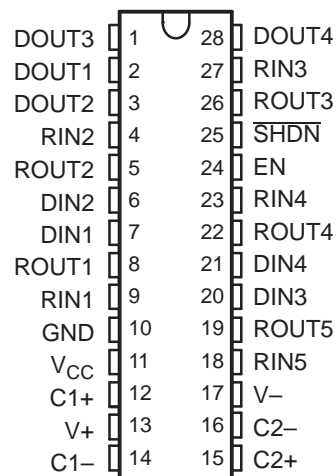 DOUT3 1 28 DOUT4
DOUT1 2 27 RIN3
DOUT2 3 26 ROUT3
RIN2 4 25 S̅H̅D̅N̅
ROUT2 5 24 EN
DIN2 6 23 RIN4
DIN1 7 22 ROUT4
ROUT1 8 21 DIN4
RIN1 9 20 DIN3
GND 10 19 ROUT5
VCC 11 18 RIN5
C1+ 12 17 V–
V+ 13 16 C2–
C1– 14 15 C2+